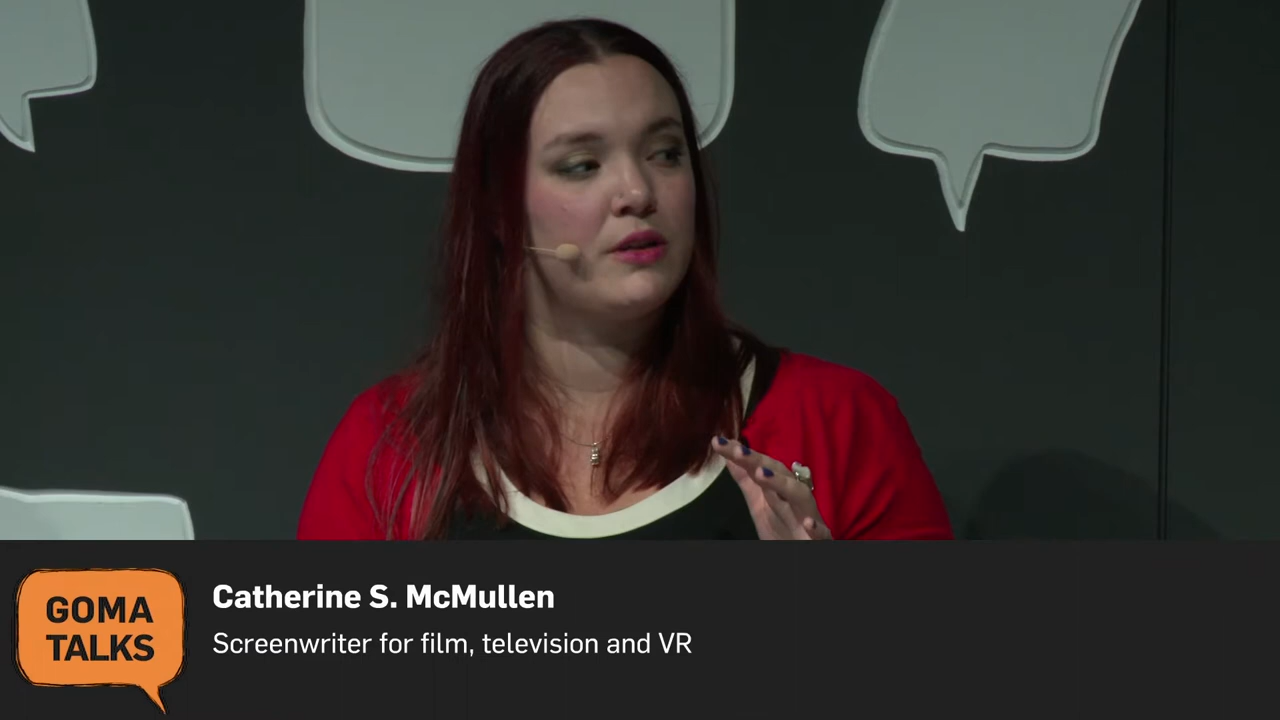 Catherine S. McMullen
Screenwriter for film, television and VR
GOMA
TALKS